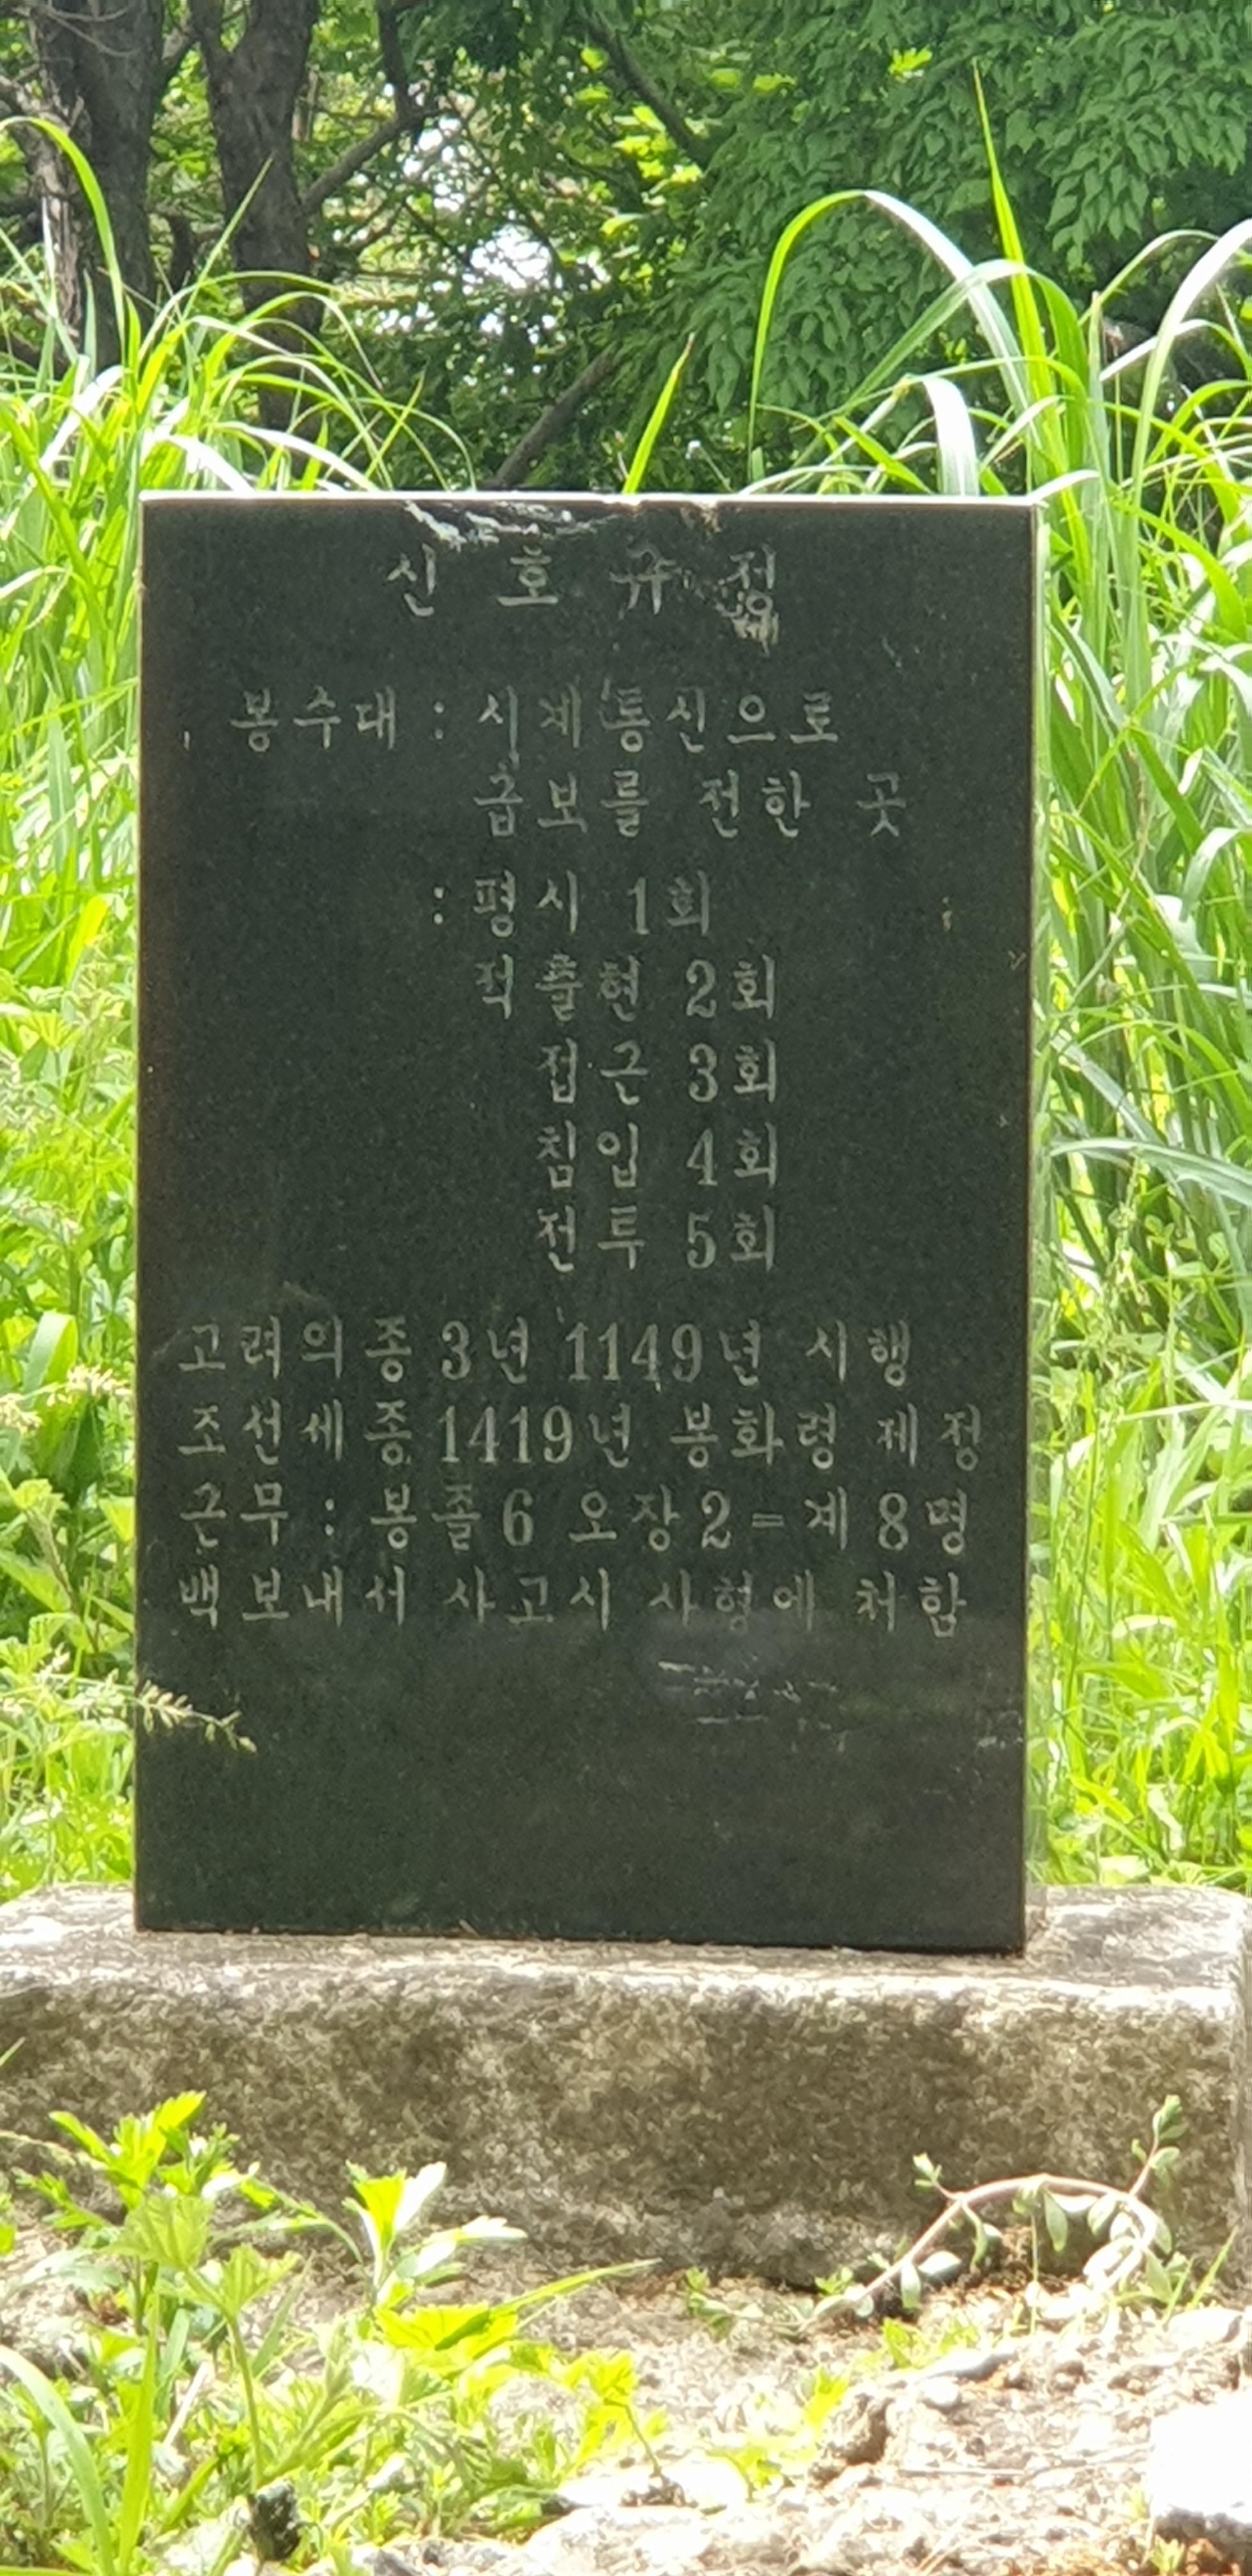 신호규정
봉수대 : 시계통신으로
급보를 전한 곳
: 평시 1회
적출현 2회
접근 3회
침입 4회
전투 5회
고려의종 3년 1149년 시행
조선세종 1419년 봉화령 제정
근무 : 봉졸6 오장2 = 계 8명
백보내서 사고시 사형에 처함